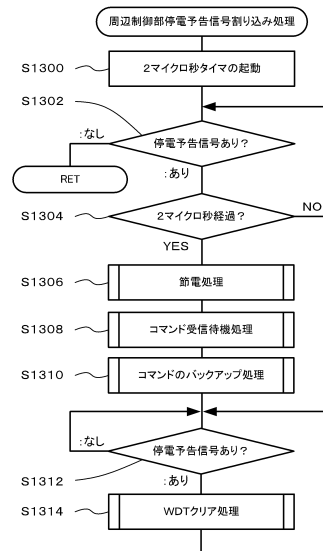 周辺制御部停電予告信号割り込み処理
S1300
2マイクロ秒タイマの起動
S1302
停電予告信号あり?
:なし
RET
:あり
S1304
2マイクロ秒経過?
NO
YES
S1306
節電処理
S1308
コマンド受信待機処理
S1310
コマンドのバックアップ処理
:なし
停電予告信号あり?
S1312
:あり
S1314
WDTクリア処理